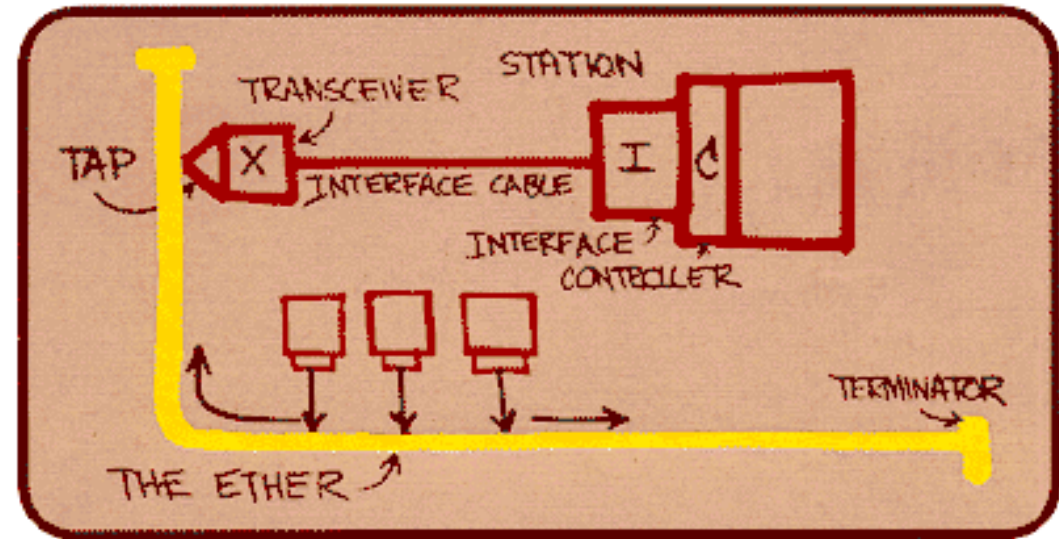 STATION
TRANSCEIVER
TAP
X
I
C
INTERFACE CABLE
INTERFACE
CONTROLLER
TERMINATOR
THE ETHER